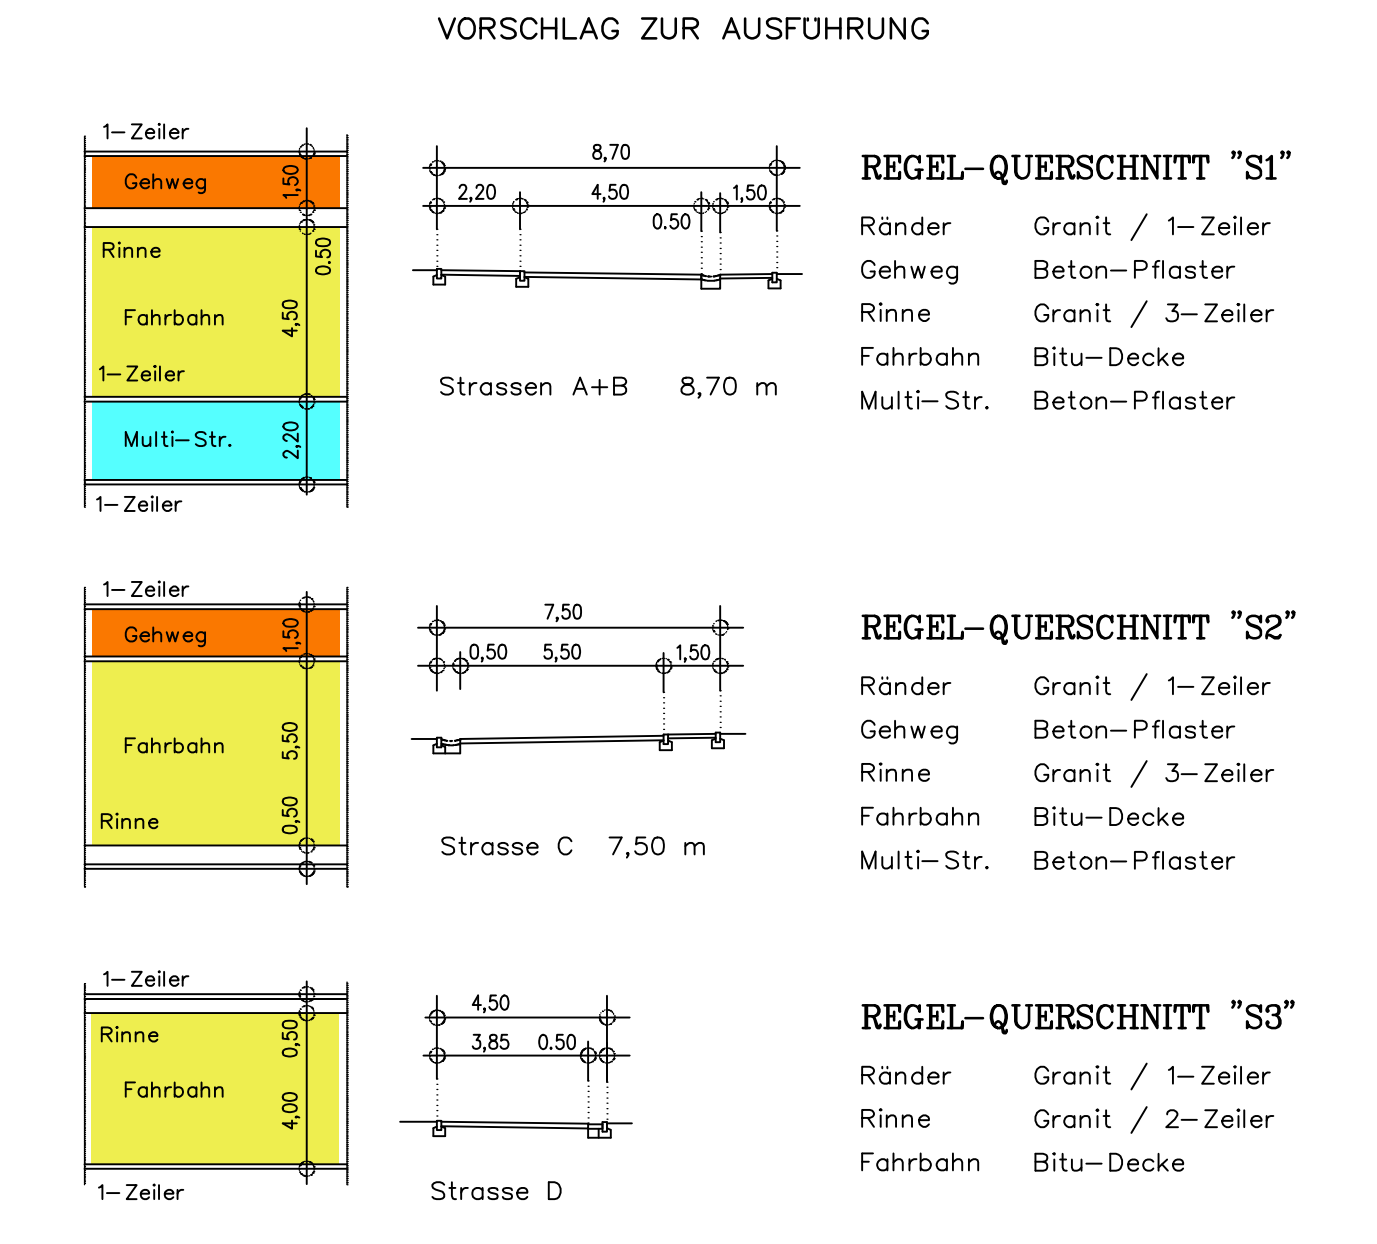 VORSCHLAG ZUR AUSFÜHRUNG
1-Zeiler
Gehweg 1,50
Rinne 0.50
Fahrbahn 4,50
1-Zeiler
Multi-Str. 2,20
1-Zeiler
8,70
2,20 4,50 1,50
0.50
Strassen A+B 8,70 m
REGEL-QUERSCHNITT "S1"
Ränder Granit / 1-Zeiler
Gehweg Beton-Pflaster
Rinne Granit / 3-Zeiler
Fahrbahn Bitu-Decke
Multi-Str. Beton-Pflaster
1-Zeiler
Gehweg 1,50
Fahrbahn 5,50
Rinne 0,50
7,50
0,50 5,50 1,50
Strasse C 7,50 m
REGEL-QUERSCHNITT "S2"
Ränder Granit / 1-Zeiler
Gehweg Beton-Pflaster
Rinne Granit / 3-Zeiler
Fahrbahn Bitu-Decke
Multi-Str. Beton-Pflaster
1-Zeiler
Rinne 0,50
Fahrbahn 4,00
1-Zeiler
4,50
3,85 0.50
Strasse D
REGEL-QUERSCHNITT "S3"
Ränder Granit / 1-Zeiler
Rinne Granit / 2-Zeiler
Fahrbahn Bitu-Decke